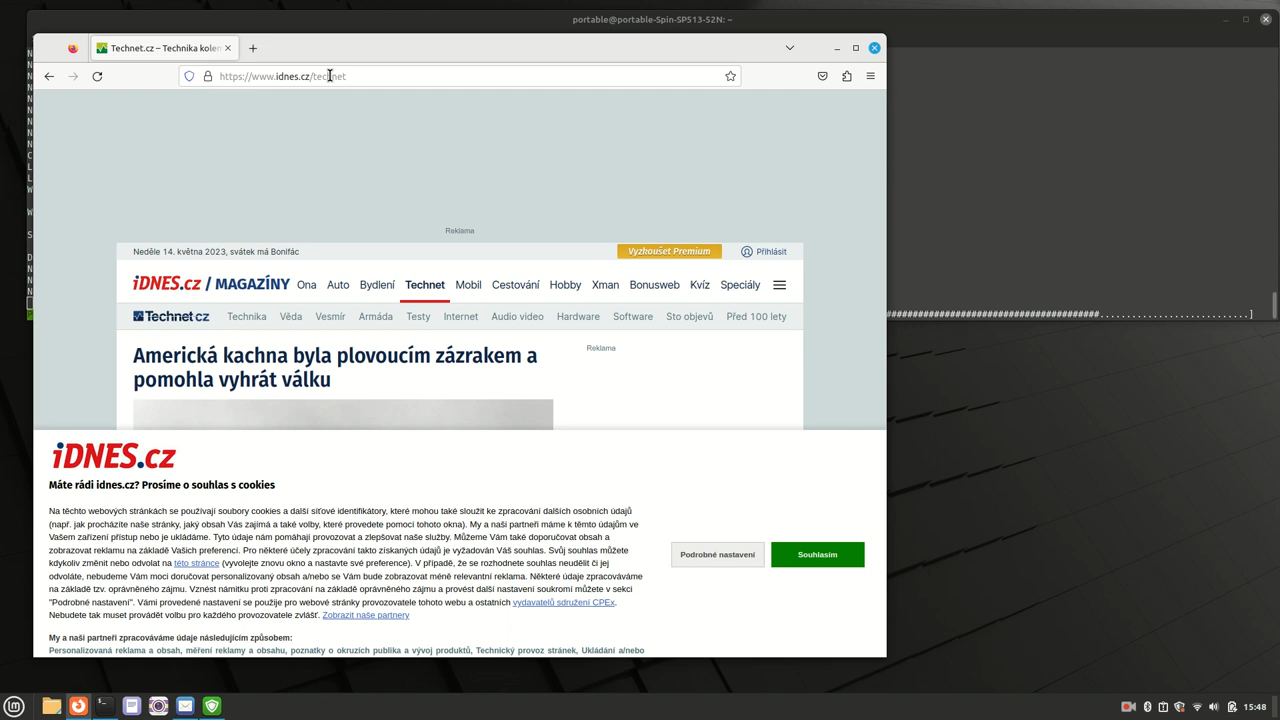 portable@portable-Spin-SP513-52N: ~
Technet.cz – Technika kolem
https://www.idnes.cz/technet
Reklama
Neděle 14. května 2023, svátek má Bonifác
Vyzkoušet Premium
Přihlásit
iDNES.cz / MAGAZÍNY Ona Auto Bydlení Technet Mobil Cestování Hobby Xman Bonusweb Kvíz Speciály
Technet.cz Technika Věda Vesmír Armáda Testy Internet Audio video Hardware Software Sto objevů Před 100 lety
################################################..........................]
Americká kachna byla plovoucím zázrakem a
pomohla vyhrát válku
Reklama
iDNES.cz
Máte rádi idnes.cz? Prosíme o souhlas s cookies
Na těchto webových stránkách se používají soubory cookies a další síťové identifikátory, které mohou také sloužit ke zpracování dalších osobních údajů
(např. jak procházíte naše stránky, jaký obsah Vás zajímá a také volby, které provedete pomocí tohoto okna). My a naši partneři máme k těmto údajům ve
Vašem zařízení přístup nebo je ukládáme. Tyto údaje nám pomáhají provozovat a zlepšovat naše služby. Můžeme Vám také doporučovat obsah a
zobrazovat reklamu na základě Vašich preferencí. Pro některé účely zpracování takto získaných údajů je vyžadován Váš souhlas. Svůj souhlas můžete
kdykoliv změnit nebo odvolat na této stránce (vyvolejte znovu okno a nastavte své preference). V případě, že se rozhodnete souhlas neudělit či jej
odvoláte, nebudeme Vám moci doručovat personalizovaný obsah a/nebo se Vám bude zobrazovat méně relevantní reklama. Některé údaje zpracováváme
na základě tzv. oprávněného zájmu. Vznést námitku proti zpracování na základě oprávněného zájmu a provést další nastavení soukromí můžete v sekci
"Podrobné nastavení". Vámi provedené nastavení se použije pro webové stránky provozovatele tohoto webu a ostatních vydavatelů sdružení CPEx.
Nebudete tak muset provádět volbu pro každého provozovatele zvlášť. Zobrazit naše partnery
Podrobné nastavení
Souhlasím
My a naši partneři zpracováváme údaje následujícím způsobem:
Personalizovaná reklama a obsah, měření reklamy a obsahu, poznatky o okruzích publika a vývoj produktů, Technický provoz stránek, Ukládání a/nebo
15:48